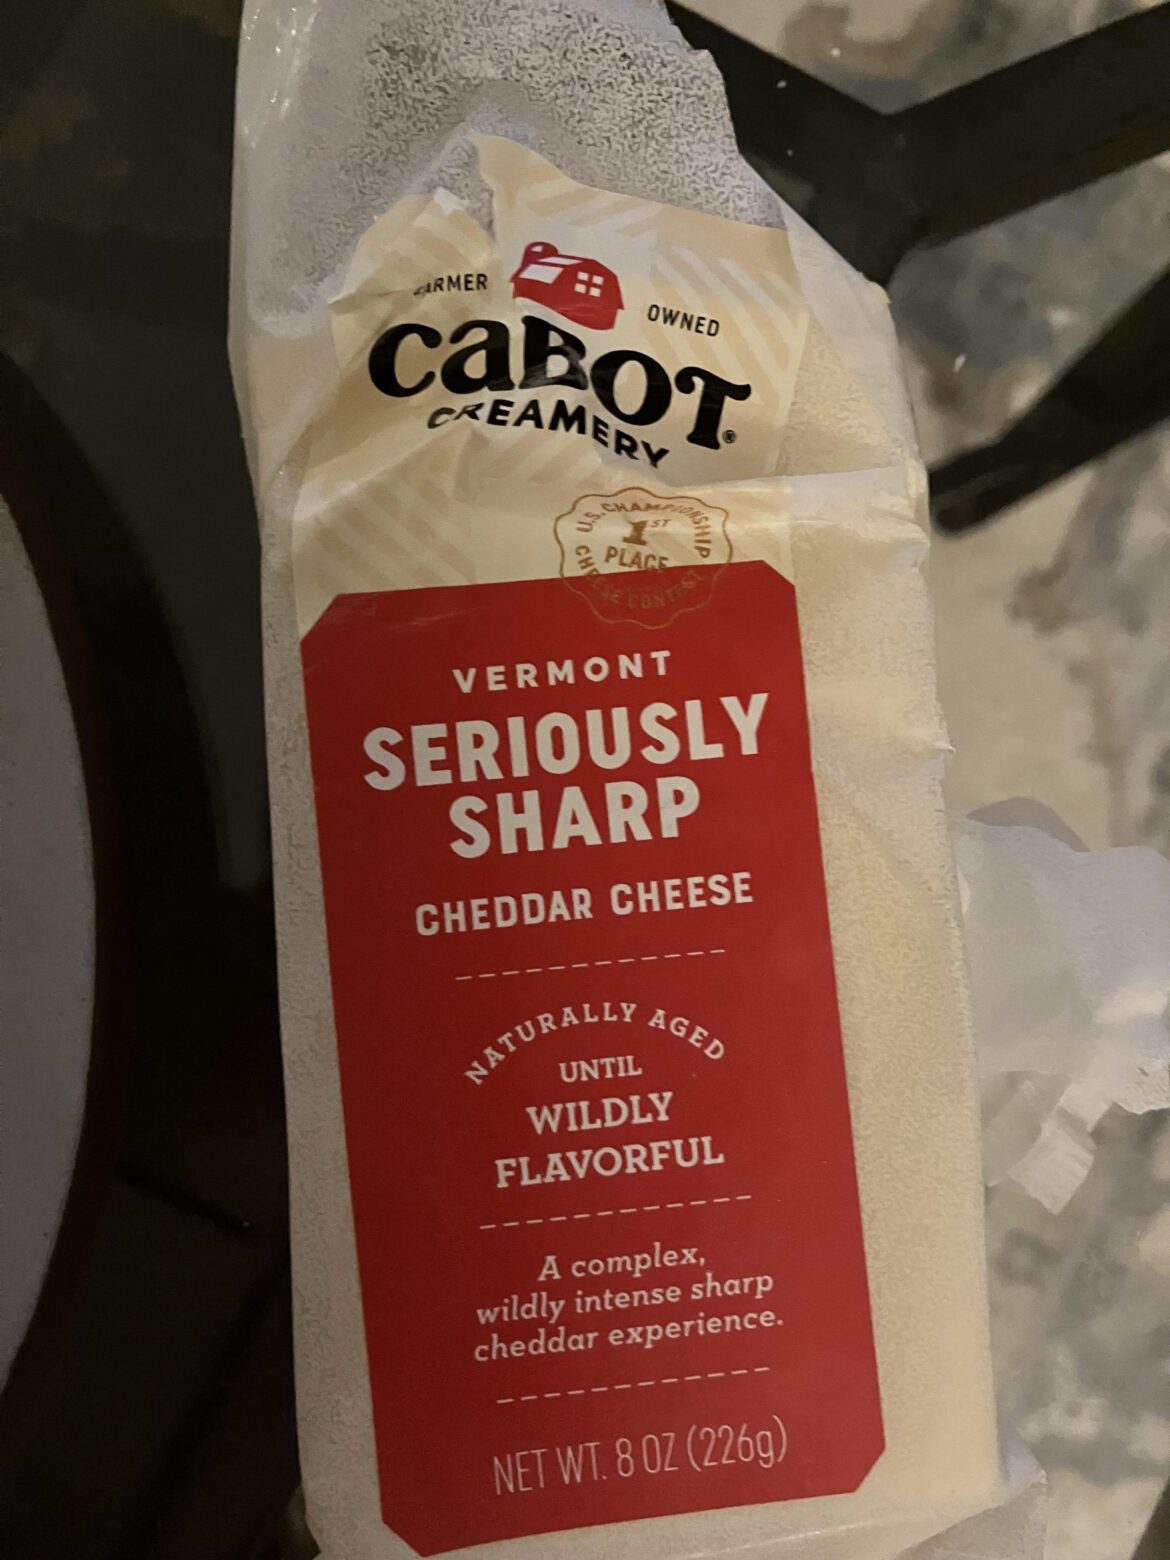 ARMER
OWNED
CABOT®
CREAMERY
U.S. CHAMPIONSHIP
1ST
PLACE
CHEESE CONTEST
VERMONT
SERIOUSLY
SHARP
CHEDDAR CHEESE
NATURALLY AGED
UNTIL
WILDLY
FLAVORFUL
A complex,
wildly intense sharp
cheddar experience.
NET WT. 8 OZ (226g)